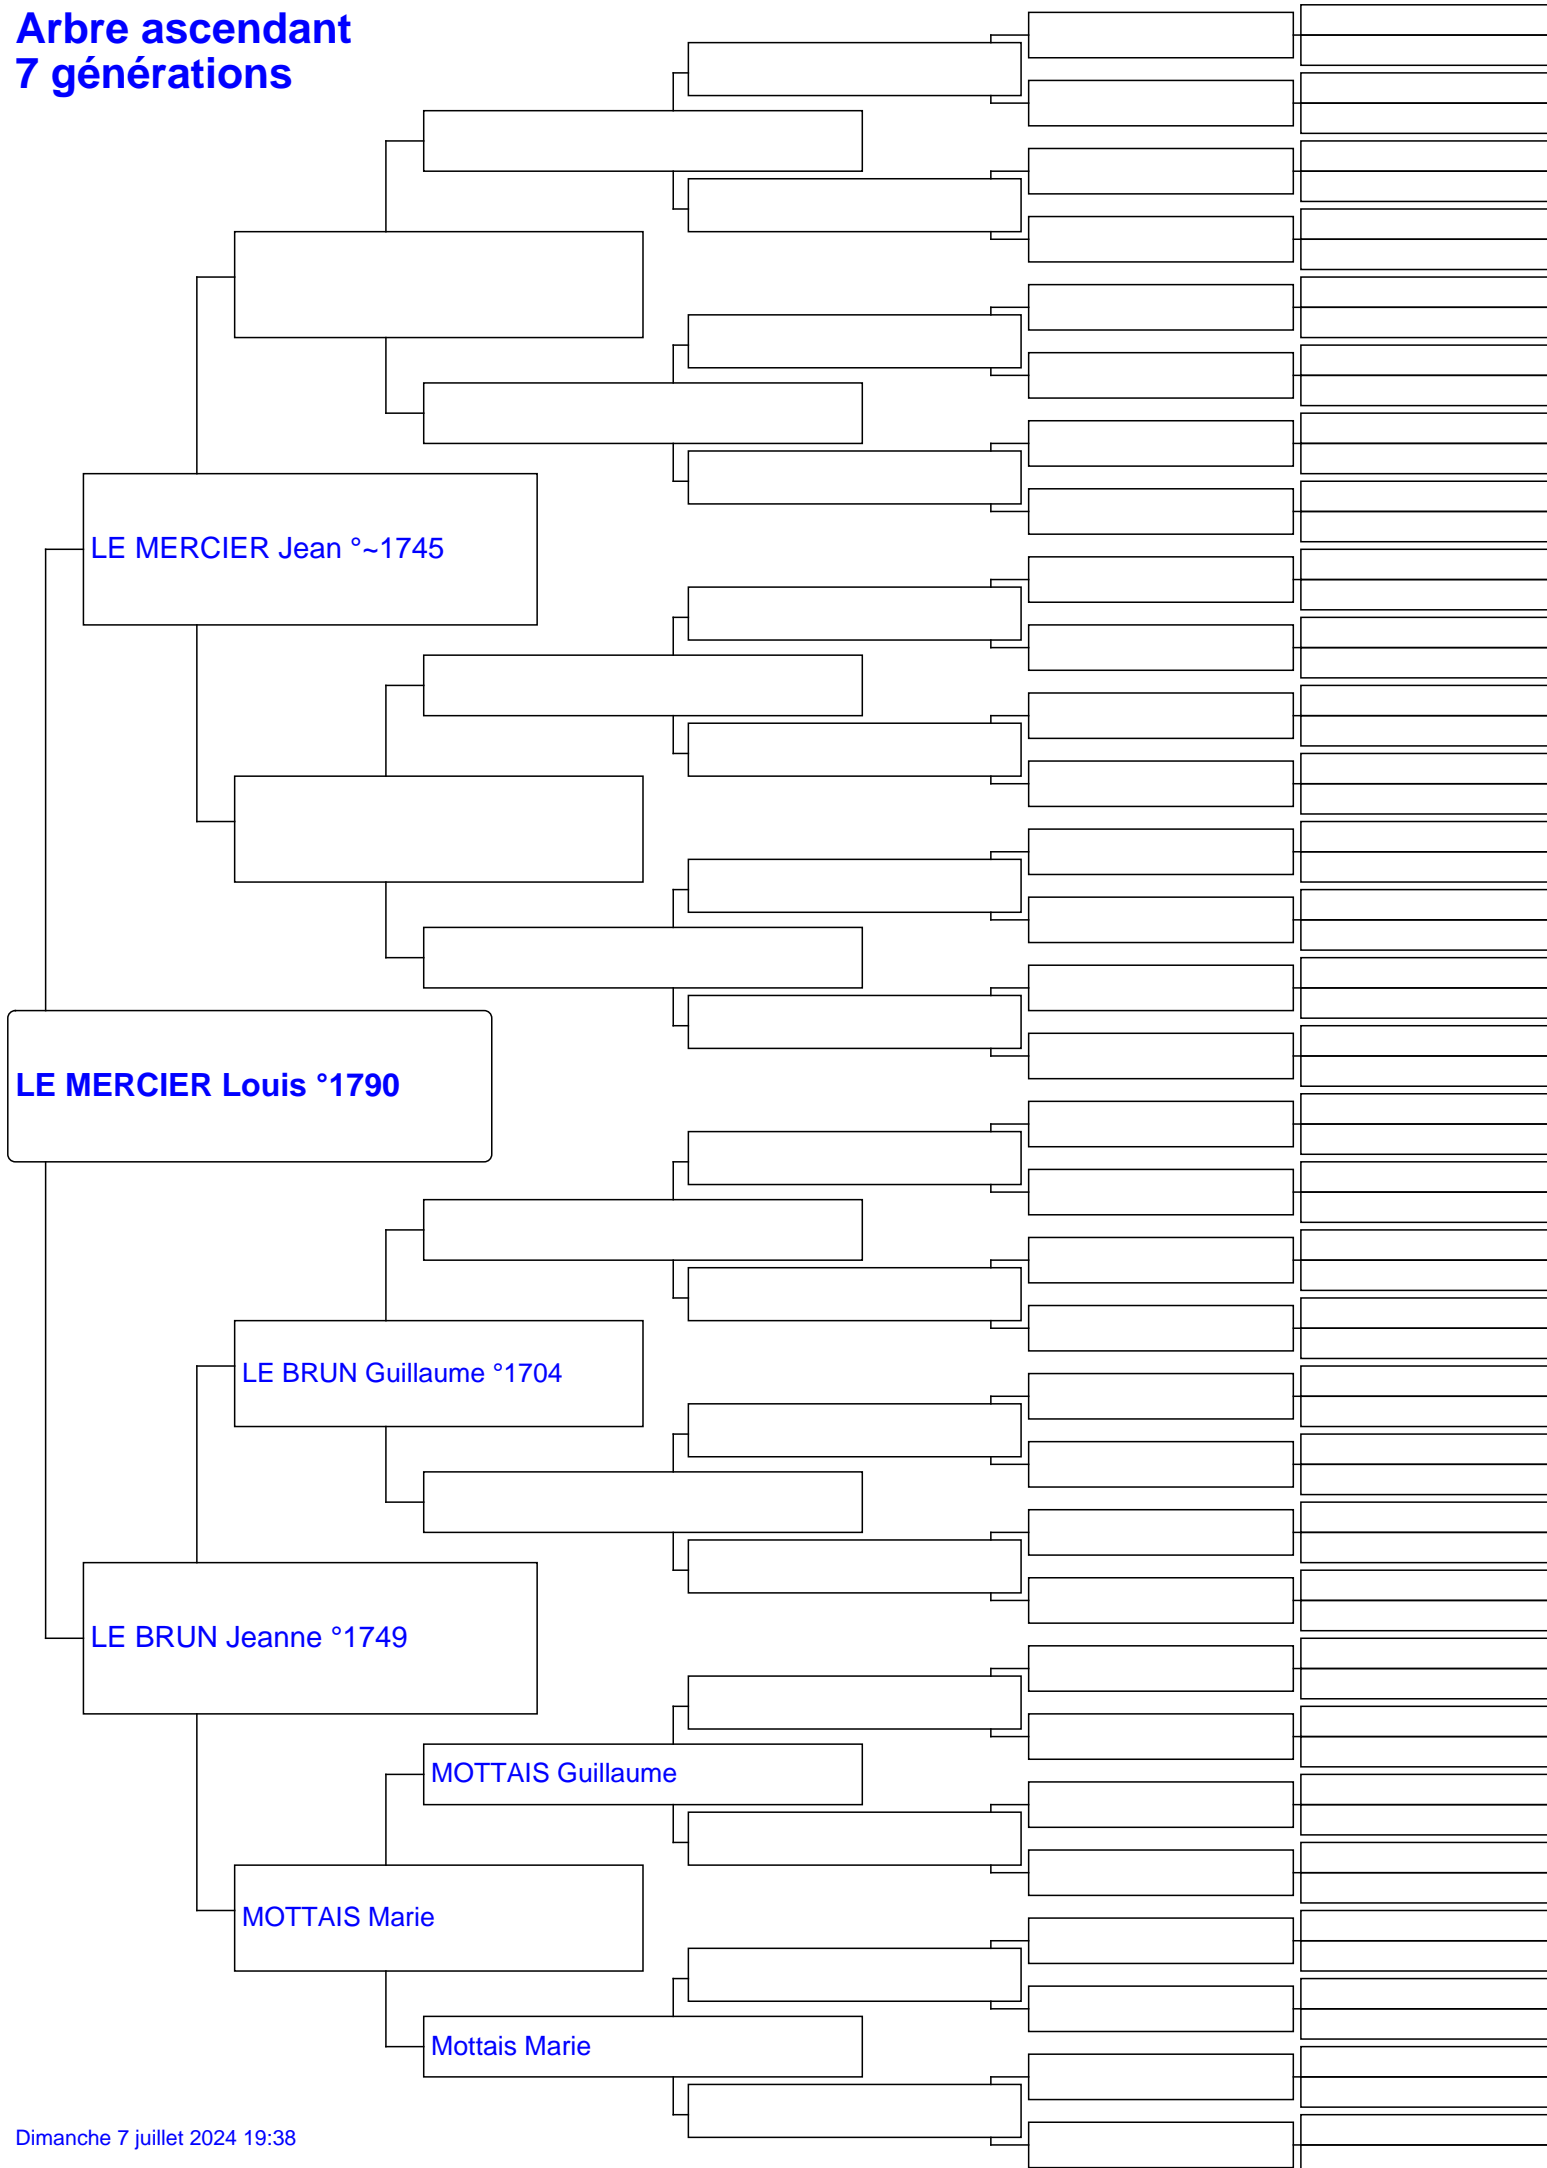 Arbre ascendant
7 générations
LE MERCIER Jean °~1745
LE MERCIER Louis °1790
LE BRUN Guillaume °1704
LE BRUN Jeanne °1749
MOTTAIS Guillaume
MOTTAIS Marie
Mottais Marie
Dimanche 7 juillet 2024 19:38